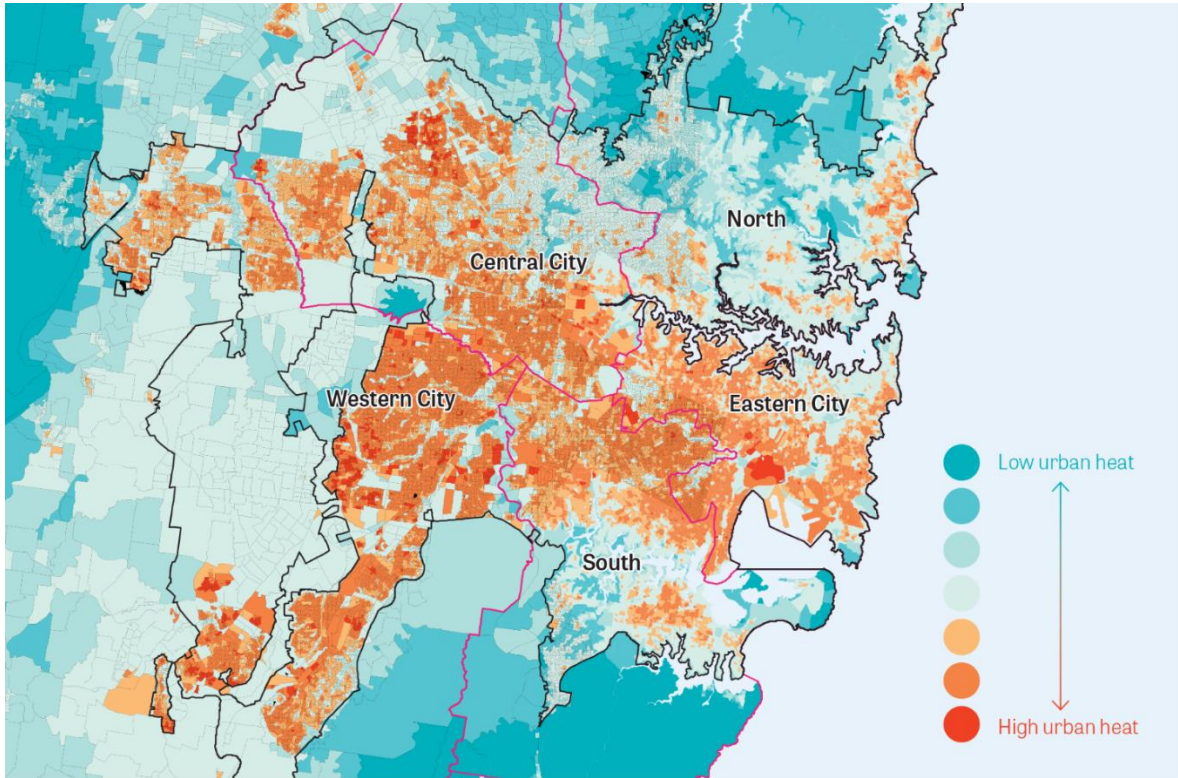 North
Central City
Western City
Eastern City
South
Low urban heat
High urban heat